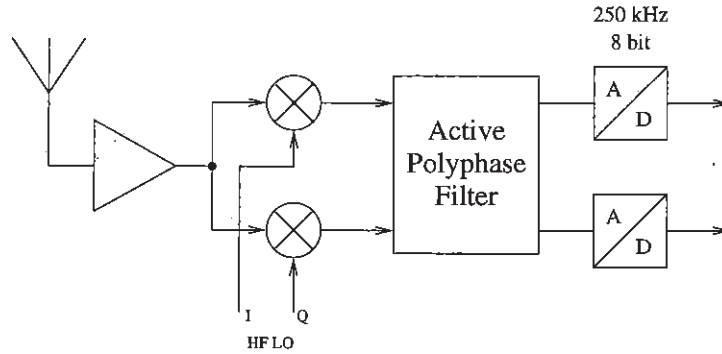 250 kHz
8 bit
A
D
Active
Polyphase
Filter
A
D
I
Q
HF LO